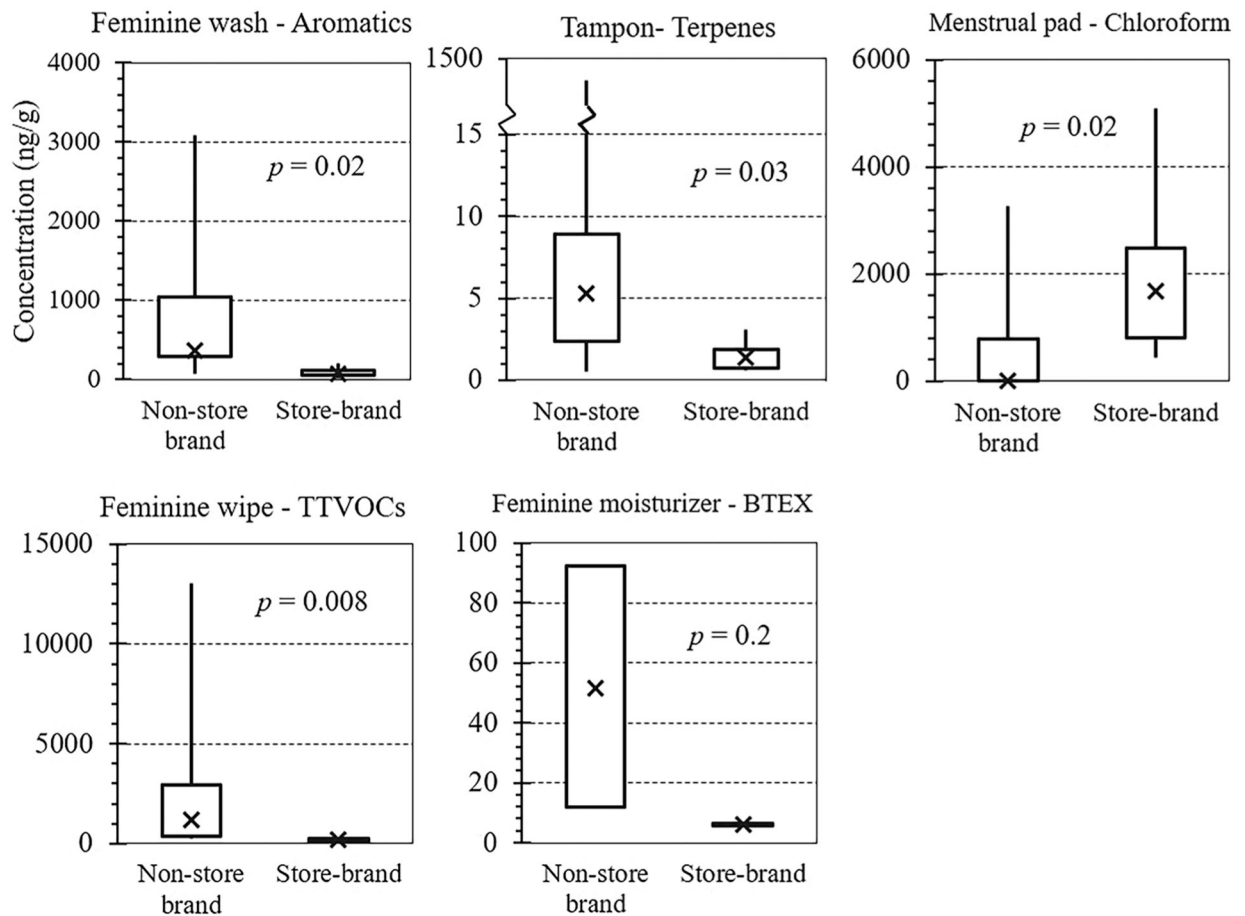 Feminine wash - Aromatics
Concentration (ng/g)
4000
3000
2000
1000
0
p = 0.02
Non-store
brand
Store-brand
Tampon- Terpenes
1500
15
10
5
0
p = 0.03
Non-store
brand
Store-brand
Menstrual pad - Chloroform
6000
4000
2000
0
p = 0.02
Non-store
brand
Store-brand
Feminine wipe - TTVOCs
15000
10000
5000
0
p = 0.008
Non-store
brand
Store-brand
Feminine moisturizer - BTEX
100
80
60
40
20
0
p = 0.2
Non-store
brand
Store-brand